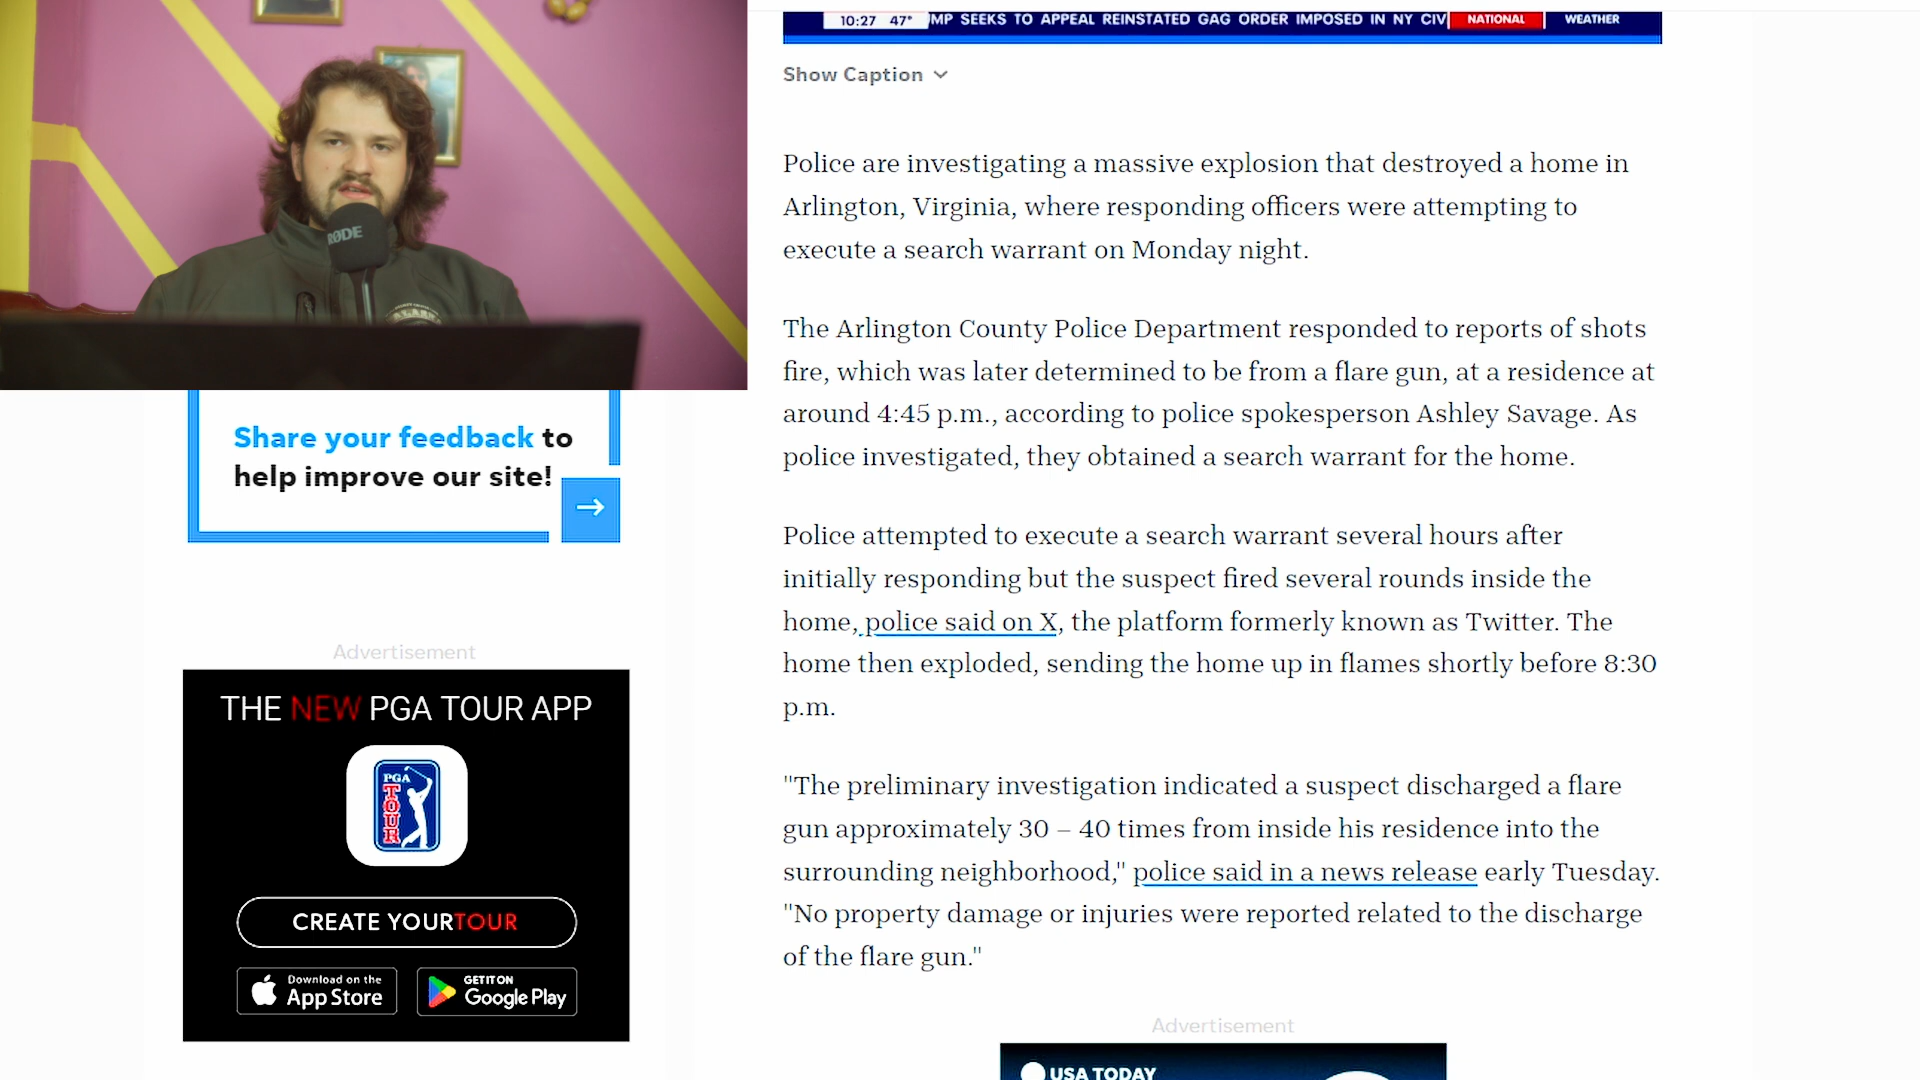 10:27 47° MP SEEKS TO APPEAL REINSTATED GAG ORDER IMPOSED IN NY CIV NATIONAL WEATHER
Show Caption
RØDE
Police are investigating a massive explosion that destroyed a home in
Arlington, Virginia, where responding officers were attempting to
execute a search warrant on Monday night.
The Arlington County Police Department responded to reports of shots
fire, which was later determined to be from a flare gun, at a residence at
around 4:45 p.m., according to police spokesperson Ashley Savage. As
police investigated, they obtained a search warrant for the home.
Police attempted to execute a search warrant several hours after
initially responding but the suspect fired several rounds inside the
home, police said on X, the platform formerly known as Twitter. The
home then exploded, sending the home up in flames shortly before 8:30
p.m.
"The preliminary investigation indicated a suspect discharged a flare
gun approximately 30 – 40 times from inside his residence into the
surrounding neighborhood," police said in a news release early Tuesday.
"No property damage or injuries were reported related to the discharge
of the flare gun."
Advertisement
USA TODAY
Share your feedback to
help improve our site!
Advertisement
THE NEW PGA TOUR APP
PGA
TOUR
CREATE YOURTOUR
Download on the
App Store
GET IT ON
Google Play